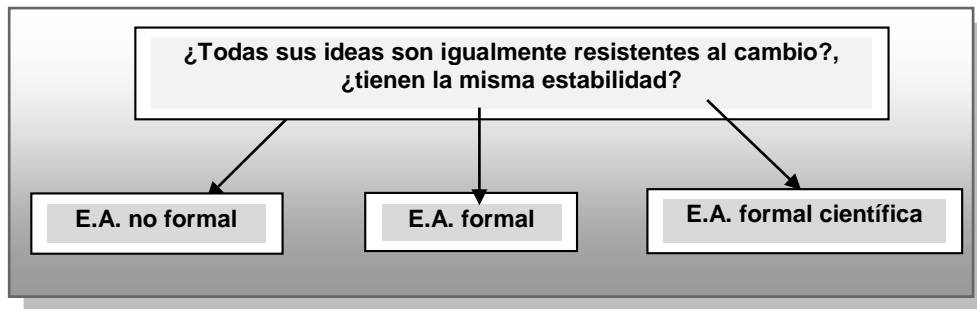 ¿Todas sus ideas son igualmente resistentes al cambio?,
¿tienen la misma estabilidad?
E.A. no formal
E.A. formal
E.A. formal científica